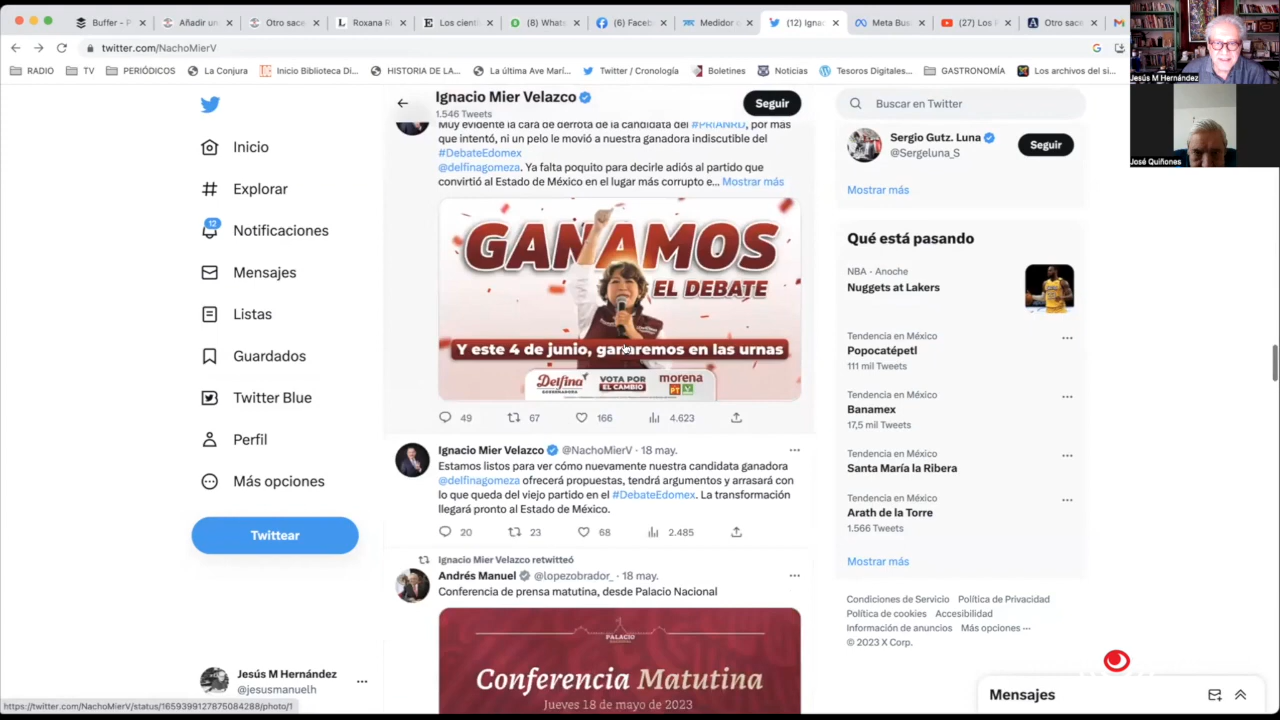 Buffer - P
Añadir un
Otro sace
Roxana R
Los cientí
(8) Whats
(6) Faceb
Medidor
(12) Ignac
Meta Bus
(27) Los P
Otro sace
twitter.com/NachoMierV
RADIO
TV
PERIÓDICOS
La Conjura
Inicio Biblioteca Di...
HISTORIA DE LA...
La última Ave Marí...
Twitter / Cronología
Boletines
Noticias
Tesoros Digitales...
GASTRONOMÍA
Los archivos del si...
Jesús M Hernández
José Quiñones
Inicio
Explorar
12
Notificaciones
Mensajes
Listas
Guardados
Twitter Blue
Perfil
Más opciones
Twittear
Jesús M Hernández
@jesusmanuelh
https://twitter.com/NachoMierV/status/1659399127875084288/photo/1
Ignacio Mier Velazco
1.546 Tweets
Seguir
Muy evidente la cara de derrota de la candidata del #PRIANRD, por más
que intentó, ni un pelo le movió a nuestra ganadora indiscutible del
#DebateEdomex
@delfinagomeza. Ya falta poquito para decirle adiós al partido que
convirtió al Estado de México en el lugar más corrupto e... Mostrar más
GANAMOS
EL DEBATE
Y este 4 de junio, ganaremos en las urnas
Delfina
GOBERNADORA
VOTA POR
EL CAMBIO
morena
PT
49 67 166 4.623
Ignacio Mier Velazco @NachoMierV · 18 may.
Estamos listos para ver cómo nuevamente nuestra candidata ganadora
@delfinagomeza ofrecerá propuestas, tendrá argumentos y arrasará con
lo que queda del viejo partido en el #DebateEdomex. La transformación
llegará pronto al Estado de México.
20 23 68 2.485
Ignacio Mier Velazco retwitteó
Andrés Manuel @lopezobrador_ · 18 may.
Conferencia de prensa matutina, desde Palacio Nacional
PALACIO
Conferencia Matutina
Jueves 18 de mayo de 2023
Buscar en Twitter
Sergio Gutz. Luna
@Sergeluna_S
Seguir
Mostrar más
Qué está pasando
NBA · Anoche
Nuggets at Lakers
Tendencia en México
Popocatépetl
111 mil Tweets
Tendencia en México
Banamex
17,5 mil Tweets
Tendencia en México
Santa María la Ribera
Tendencia en México
Arath de la Torre
1.566 Tweets
Mostrar más
Condiciones de Servicio Política de Privacidad
Política de cookies Accesibilidad
Información de anuncios Más opciones ···
© 2023 X Corp.
Mensajes